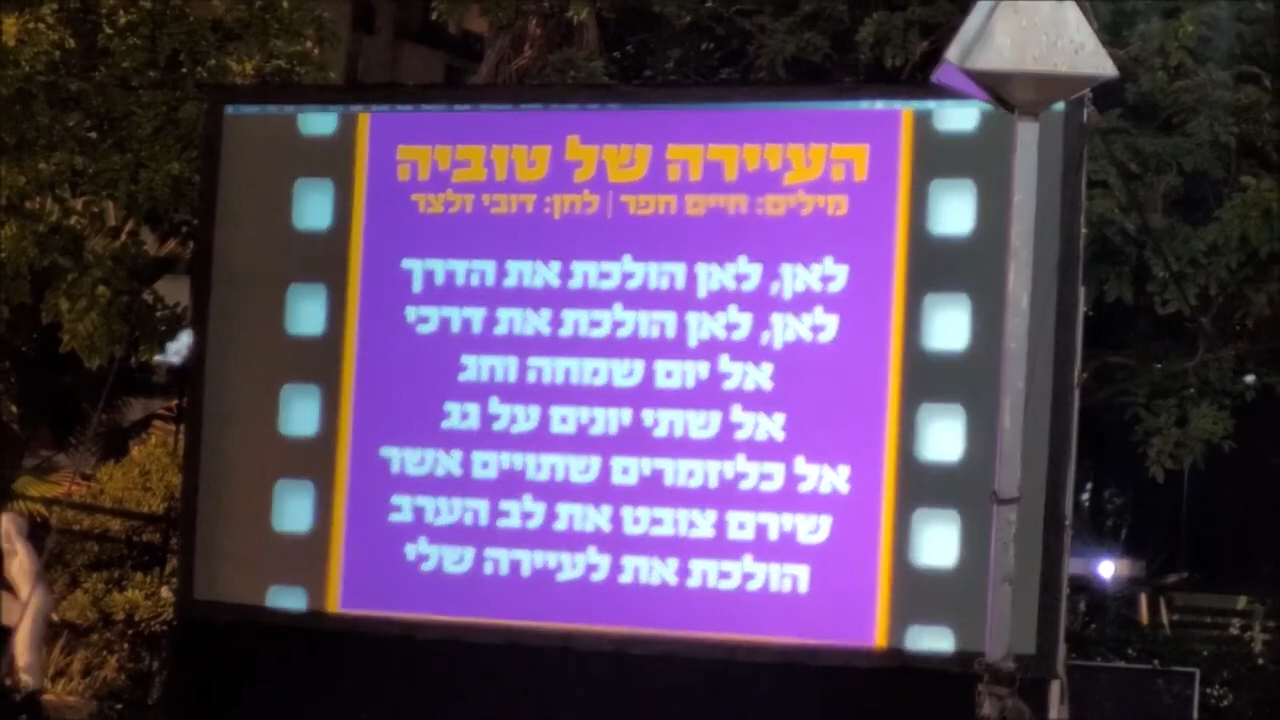 העיירה של טוביה
מילים: חיים חפר | לחן: דובי זלצר
לאן, לאן הולכת את הדרך
לאן, לאן הולכת את דרכי
אל יום שמחה וחג
אל שתי יונים על גג
אל כליזמרים שתויים אשר
שירם צובט את לב הערב
הולכת את לעיירה שלי